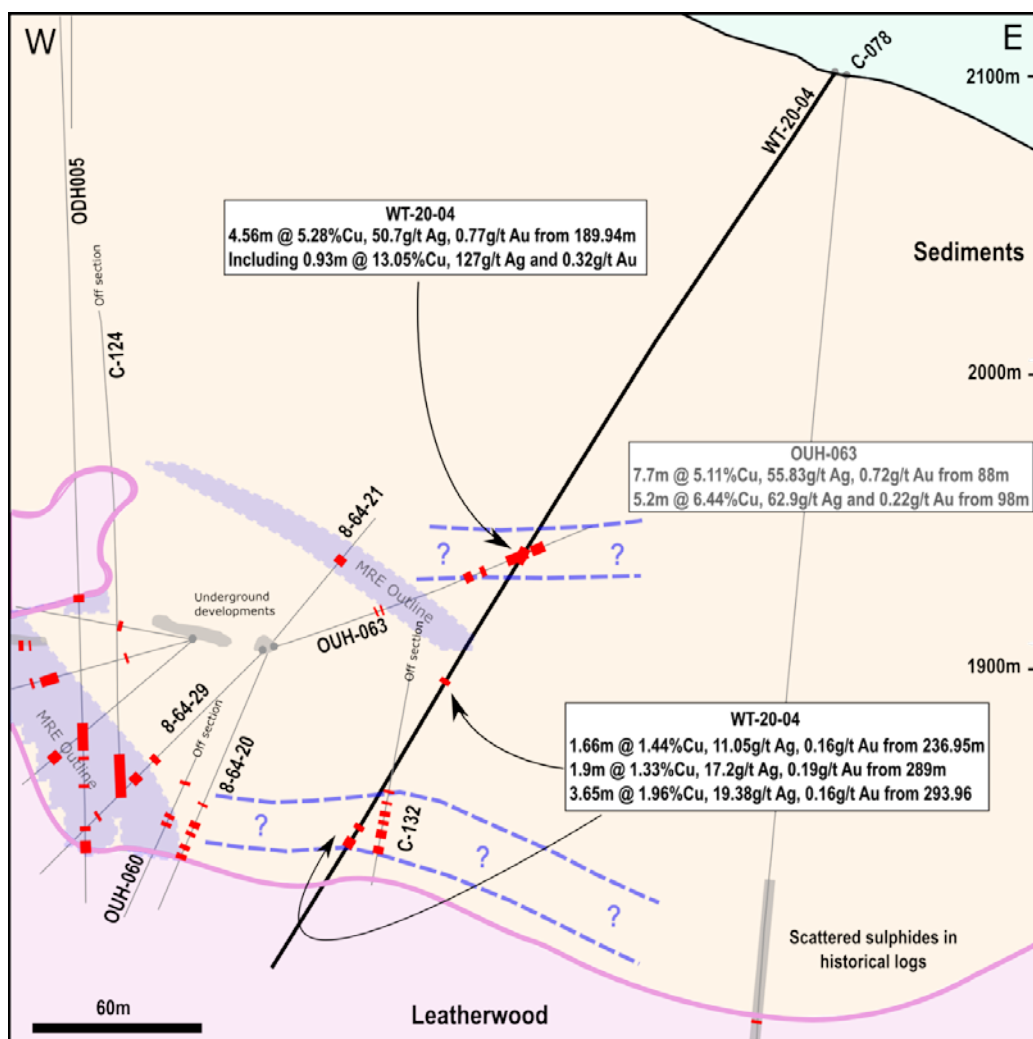 W
E
C-078
2100m
WT-20-04
ODH005
WT-20-04
4.56m @ 5.28%Cu, 50.7g/t Ag, 0.77g/t Au from 189.94m
Including 0.93m @ 13.05%Cu, 127g/t Ag and 0.32g/t Au
Sediments
Off section
C-124
2000m
OUH-063
7.7m @ 5.11%Cu, 55.83g/t Ag, 0.72g/t Au from 88m
5.2m @ 6.44%Cu, 62.9g/t Ag and 0.22g/t Au from 98m
8-64-21
?
?
MRE Outline
Underground
developments
OUH-063
Off section
1900m
8-64-29
MRE Outline
Off section
8-64-20
WT-20-04
1.66m @ 1.44%Cu, 11.05g/t Ag, 0.16g/t Au from 236.95m
1.9m @ 1.33%Cu, 17.2g/t Ag, 0.19g/t Au from 289m
3.65m @ 1.96%Cu, 19.38g/t Ag, 0.16g/t Au from 293.96
?
C-132
?
OUH-060
?
Scattered sulphides in
historical logs
60m
Leatherwood